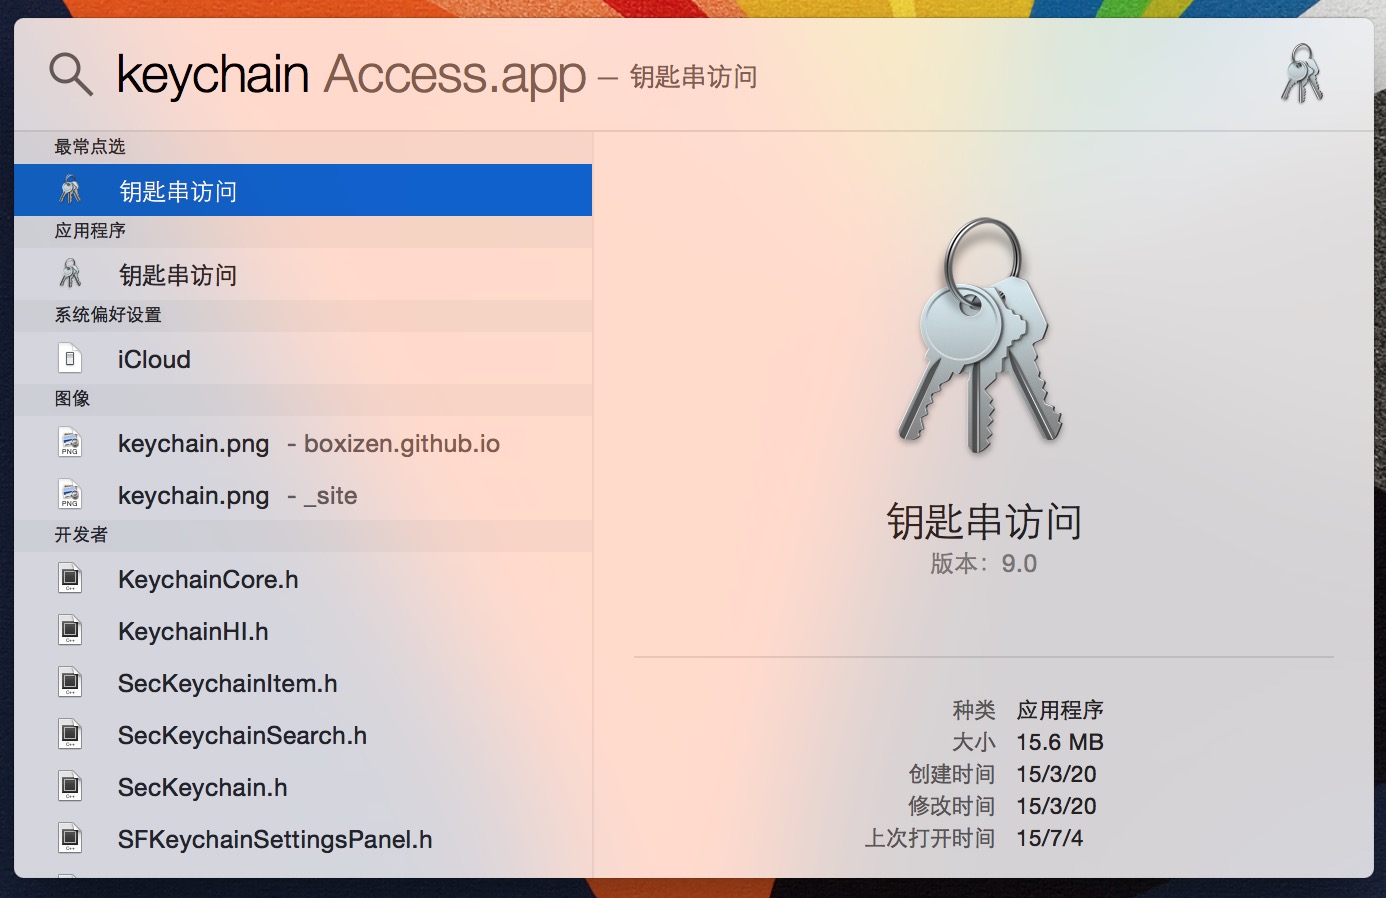 keychain Access.app — 钥匙串访问
最常点选
钥匙串访问
应用程序
钥匙串访问
系统偏好设置
iCloud
图像
PNG
keychain.png - boxizen.github.io
PNG
keychain.png - _site
开发者
C++
KeychainCore.h
C++
KeychainHI.h
C++
SecKeychainItem.h
C++
SecKeychainSearch.h
C++
SecKeychain.h
C++
SFKeychainSettingsPanel.h
钥匙串访问
版本：9.0
种类 应用程序
大小 15.6 MB
创建时间 15/3/20
修改时间 15/3/20
上次打开时间 15/7/4